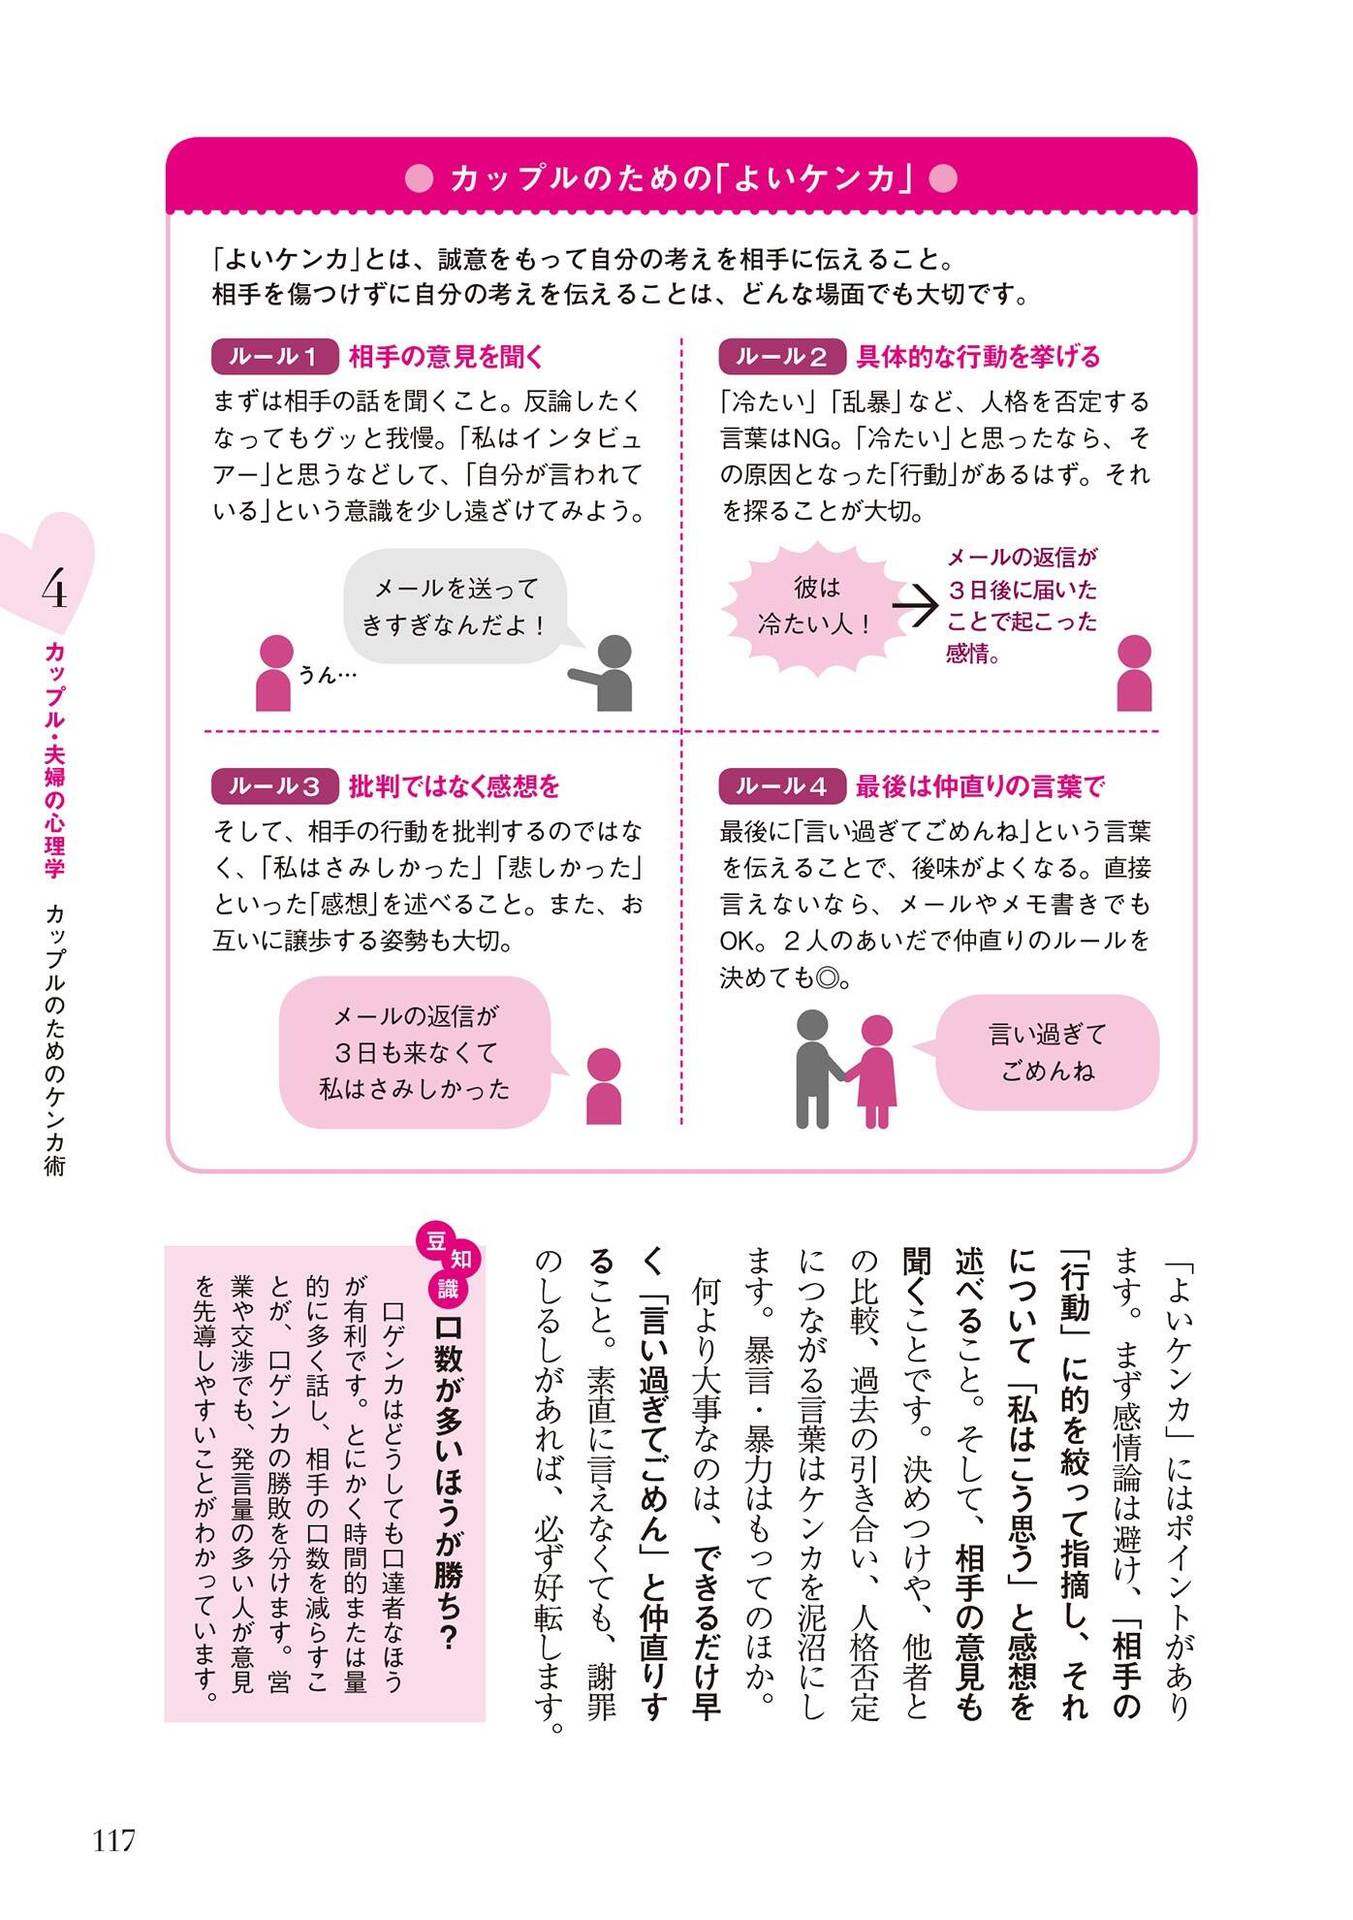 カップルのための「よいケンカ」
「よいケンカ」とは、誠意をもって自分の考えを相手に伝えること。
相手を傷つけずに自分の考えを伝えることは、どんな場面でも大切です。
ルール1 相手の意見を聞く
まずは相手の話を聞くこと。反論したく
なってもグッと我慢。「私はインタビュ
アー」と思うなどして、「自分が言われて
いる」という意識を少し遠ざけてみよう。
メールを送って
きすぎなんだよ！
うん…
ルール2 具体的な行動を挙げる
「冷たい」「乱暴」など、人格を否定する
言葉はNG。「冷たい」と思ったなら、そ
の原因となった「行動」があるはず。それ
を探ることが大切。
彼は
冷たい人！
メールの返信が
3日後に届いた
ことで起こった
感情。
ルール3 批判ではなく感想を
そして、相手の行動を批判するのではな
く、「私はさみしかった」「悲しかった」
といった「感想」を述べること。また、お
互いに譲歩する姿勢も大切。
メールの返信が
3日も来なくて
私はさみしかった
ルール4 最後は仲直りの言葉で
最後に「言い過ぎてごめんね」という言葉
を伝えることで、後味がよくなる。直接
言えないなら、メールやメモ書きでも
OK。2人のあいだで仲直りのルールを
決めても◎。
言い過ぎて
ごめんね
「よいケンカ」にはポイントがあり
ます。まず感情論は避け、「相手の
「行動」に的を絞って指摘し、それ
について「私はこう思う」と感想を
述べること。そして、相手の意見も
聞くことです。決めつけや、他者と
の比較、過去の引き合い、人格否定
につながる言葉はケンカを泥沼にし
ます。暴言・暴力はもってのほか。
何より大事なのは、できるだけ早
く「言い過ぎてごめん」と仲直りす
ること。素直に言えなくても、謝罪
のしるしがあれば、必ず好転します。
豆知識 口数が多いほうが勝ち？
口ゲンカはどうしても口達者なほう
が有利です。とにかく時間的または量
的に多く話し、相手の口数を減らすこ
とが、口ゲンカの勝敗を分けます。営
業や交渉でも、発言量の多い人が意見
を先導しやすいことがわかっています。
4 カップル・夫婦の心理学 カップルのためのケンカ術
117